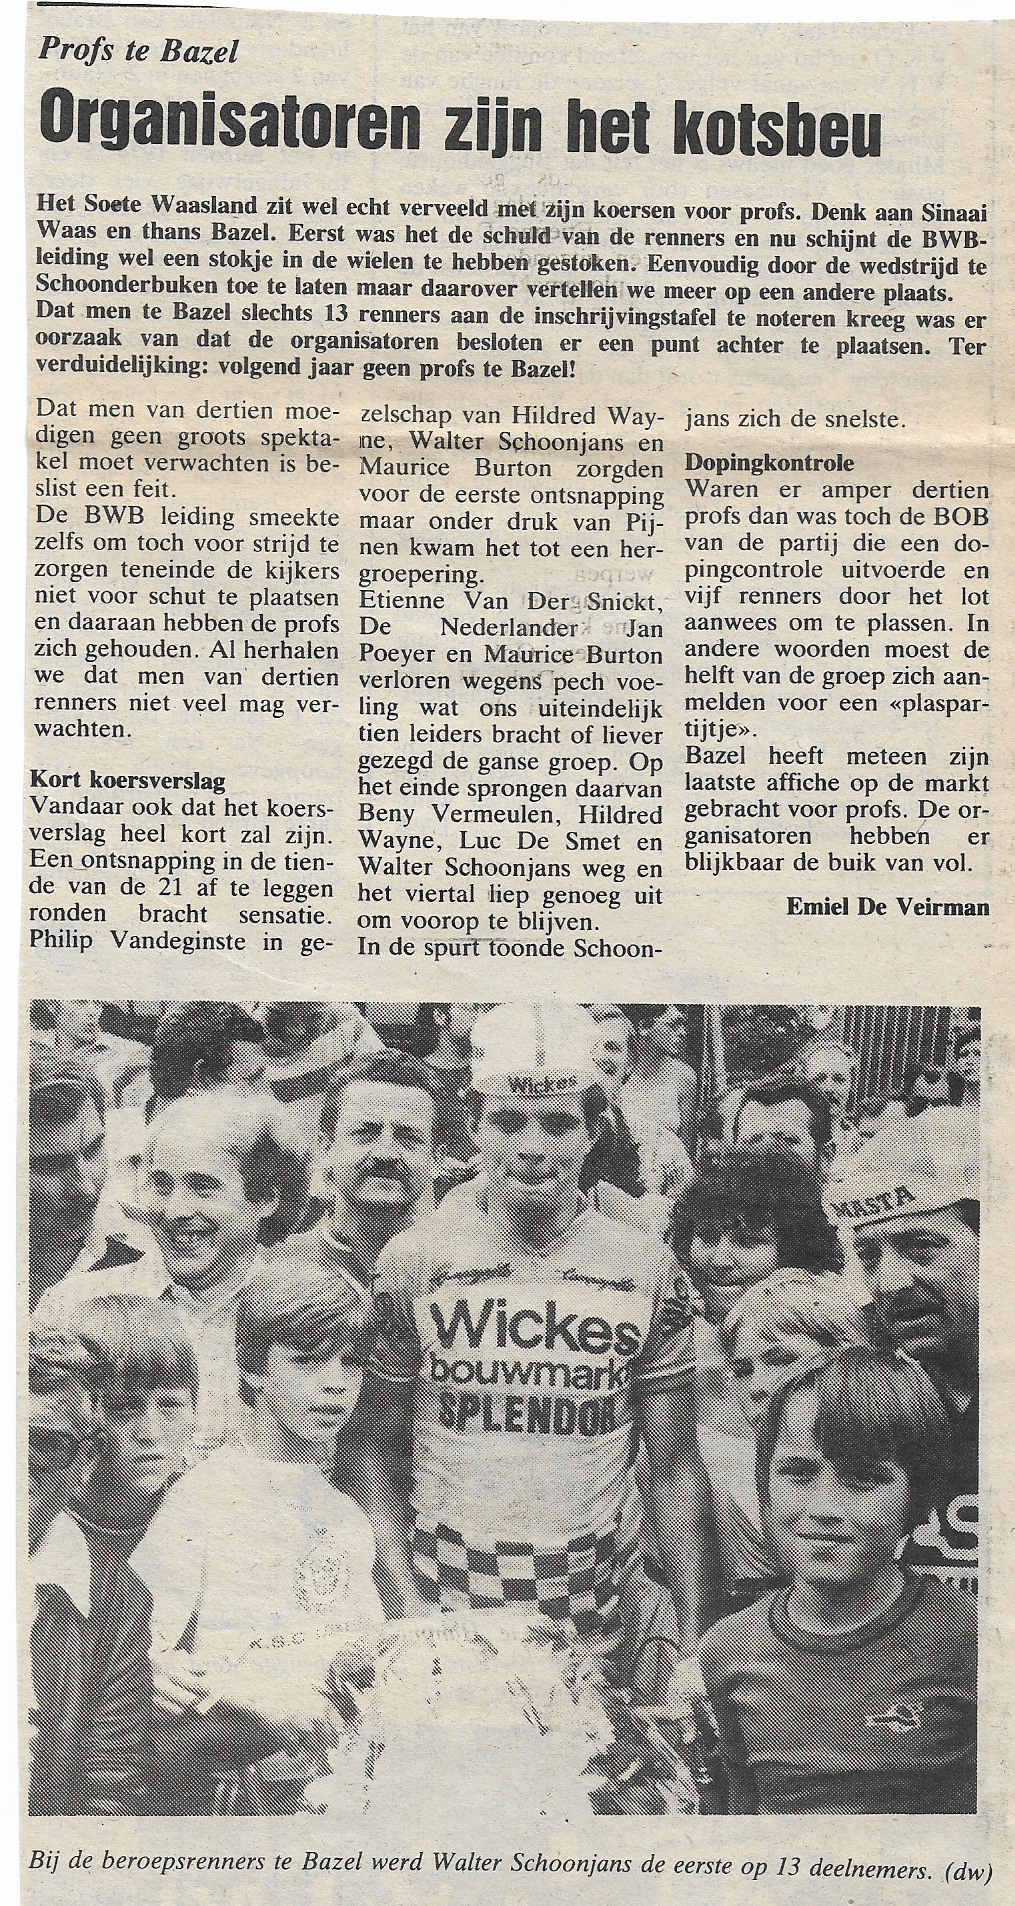 Profs te Bazel
Organisatoren zijn het kotsbeu
Het Soete Waasland zit wel echt verveeld met zijn koersen voor profs. Denk aan Sinaai
Waas en thans Bazel. Eerst was het de schuld van de renners en nu schijnt de BWB-
leiding wel een stokje in de wielen te hebben gestoken. Eenvoudig door de wedstrijd te
Schoonderbuken toe te laten maar daarover vertellen we meer op een andere plaats.
Dat men te Bazel slechts 13 renners aan de inschrijvingstafel te noteren kreeg was er
oorzaak van dat de organisatoren besloten er een punt achter te plaatsen. Ter
verduidelijking: volgend jaar geen profs te Bazel!
Dat men van dertien moe-
digen geen groots spekta-
kel moet verwachten is be-
slist een feit.
De BWB leiding smeekte
zelfs om toch voor strijd te
zorgen teneinde de kijkers
niet voor schut te plaatsen
en daaraan hebben de profs
zich gehouden. Al herhalen
we dat men van dertien
renners niet veel mag ver-
wachten.
Kort koersverslag
Vandaar ook dat het koers-
verslag heel kort zal zijn.
Een ontsnapping in de tien-
de van de 21 af te leggen
ronden bracht sensatie.
Philip Vandeginste in ge-
zelschap van Hildred Way-
ne, Walter Schoonjans en
Maurice Burton zorgden
voor de eerste ontsnapping
maar onder druk van Pij-
nen kwam het tot een her-
groepering.
Etienne Van Der Snickt,
De Nederlander Jan
Poeyer en Maurice Burton
verloren wegens pech voe-
ling wat ons uiteindelijk
tien leiders bracht of liever
gezegd de ganse groep. Op
het einde sprongen daarvan
Beny Vermeulen, Hildred
Wayne, Luc De Smet en
Walter Schoonjans weg en
het viertal liep genoeg uit
om voorop te blijven.
In de spurt toonde Schoon-
jans zich de snelste.
Dopingkontrole
Waren er amper dertien
profs dan was toch de BOB
van de partij die een do-
pingcontrole uitvoerde en
vijf renners door het lot
aanwees om te plassen. In
andere woorden moest de
helft van de groep zich aan-
melden voor een «plaspar-
tijtje».
Bazel heeft meteen zijn
laatste affiche op de markt
gebracht voor profs. De or-
ganisatoren hebben er
blijkbaar de buik van vol.
Emiel De Veirman
Wickes
MASTA
Wickes
bouwmarkt
SPLENDOR
Bij de beroepsrenners te Bazel werd Walter Schoonjans de eerste op 13 deelnemers. (dw)